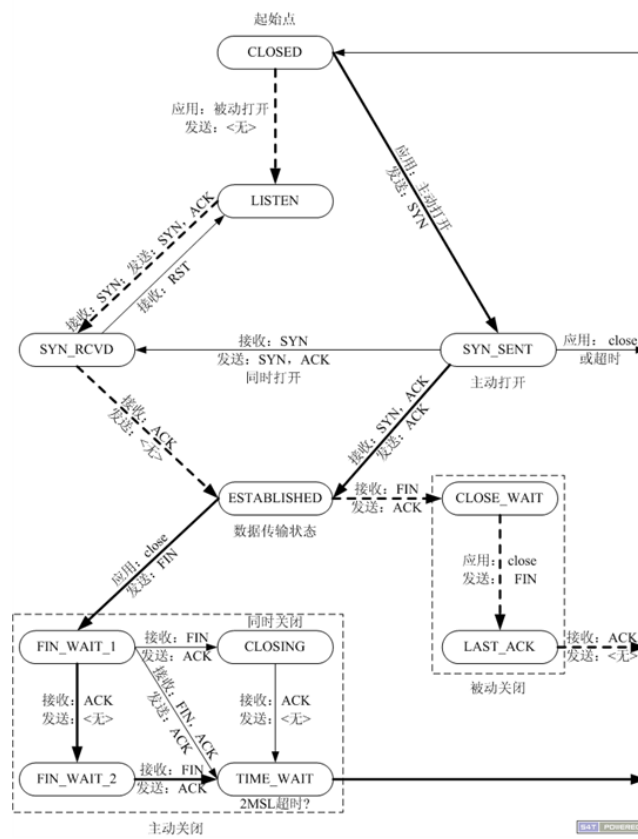 起始点
CLOSED
应用：被动打开
发送：<无>
应用：主动打开
发送：SYN
LISTEN
接收：SYN；发送：SYN，ACK
接收：RST
SYN_RCVD
接收：SYN
发送：SYN，ACK
同时打开
SYN_SENT
主动打开
应用：close
或超时
接收：ACK
发送：<无>
接收：SYN，ACK
发送：ACK
ESTABLISHED
数据传输状态
接收：FIN
发送：ACK
CLOSE_WAIT
应用：close
发送：FIN
应用：close
发送：FIN
LAST_ACK
接收：ACK
发送：<无>
被动关闭
同时关闭
FIN_WAIT_1
接收：FIN
发送：ACK
CLOSING
接收：ACK
发送：<无>
接收：FIN，ACK
发送：ACK
接收：ACK
发送：<无>
FIN_WAIT_2
接收：FIN
发送：ACK
TIME_WAIT
2MSL超时?
主动关闭